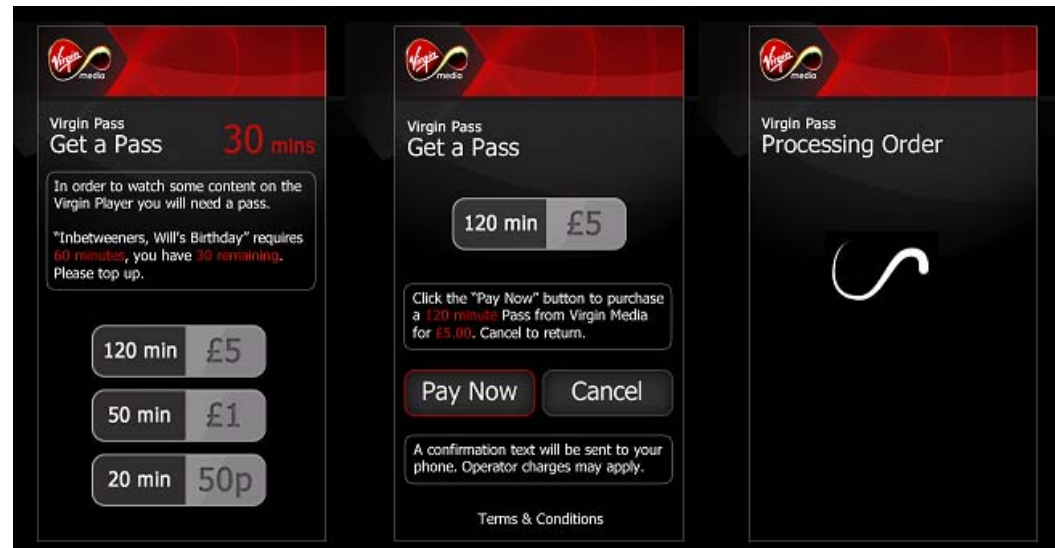 Virgin
media
Virgin Pass
Get a Pass
30 mins
In order to watch some content on the
Virgin Player you will need a pass.
"Inbetweeners, Will's Birthday" requires
60 minutes, you have 30 remaining.
Please top up.
120 min £5
50 min £1
20 min 50p
Virgin
media
Virgin Pass
Get a Pass
120 min £5
Click the "Pay Now" button to purchase
a 120 minute Pass from Virgin Media
for £5.00. Cancel to return.
Pay Now
Cancel
A confirmation text will be sent to your
phone. Operator charges may apply.
Terms & Conditions
Virgin
media
Virgin Pass
Processing Order